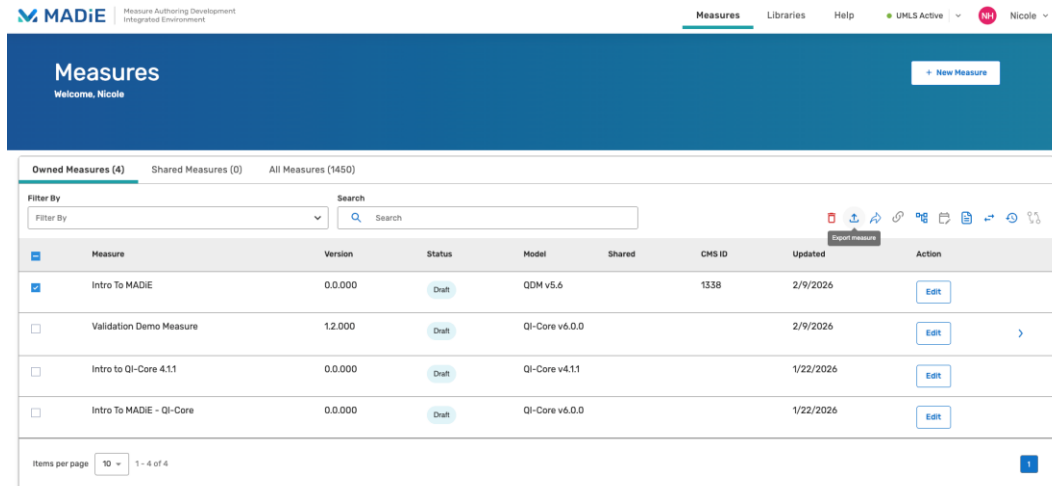 MADiE
Measure Authoring Development
Integrated Environment
Measures
Libraries
Help
UMLS Active
NH
Nicole
Measures
Welcome, Nicole
+ New Measure
Owned Measures (4)
Shared Measures (0)
All Measures (1450)
Filter By
Search
Filter By
Search
Export measure
Measure Version Status Model Shared CMS ID Updated Action
Intro To MADiE 0.0.000 Draft QDM v5.6 1338 2/9/2026 Edit
Validation Demo Measure 1.2.000 Draft QI-Core v6.0.0 2/9/2026 Edit
Intro to QI-Core 4.1.1 0.0.000 Draft QI-Core v4.1.1 1/22/2026 Edit
Intro To MADiE - QI-Core 0.0.000 Draft QI-Core v6.0.0 1/22/2026 Edit
Items per page 10 1 - 4 of 4 1